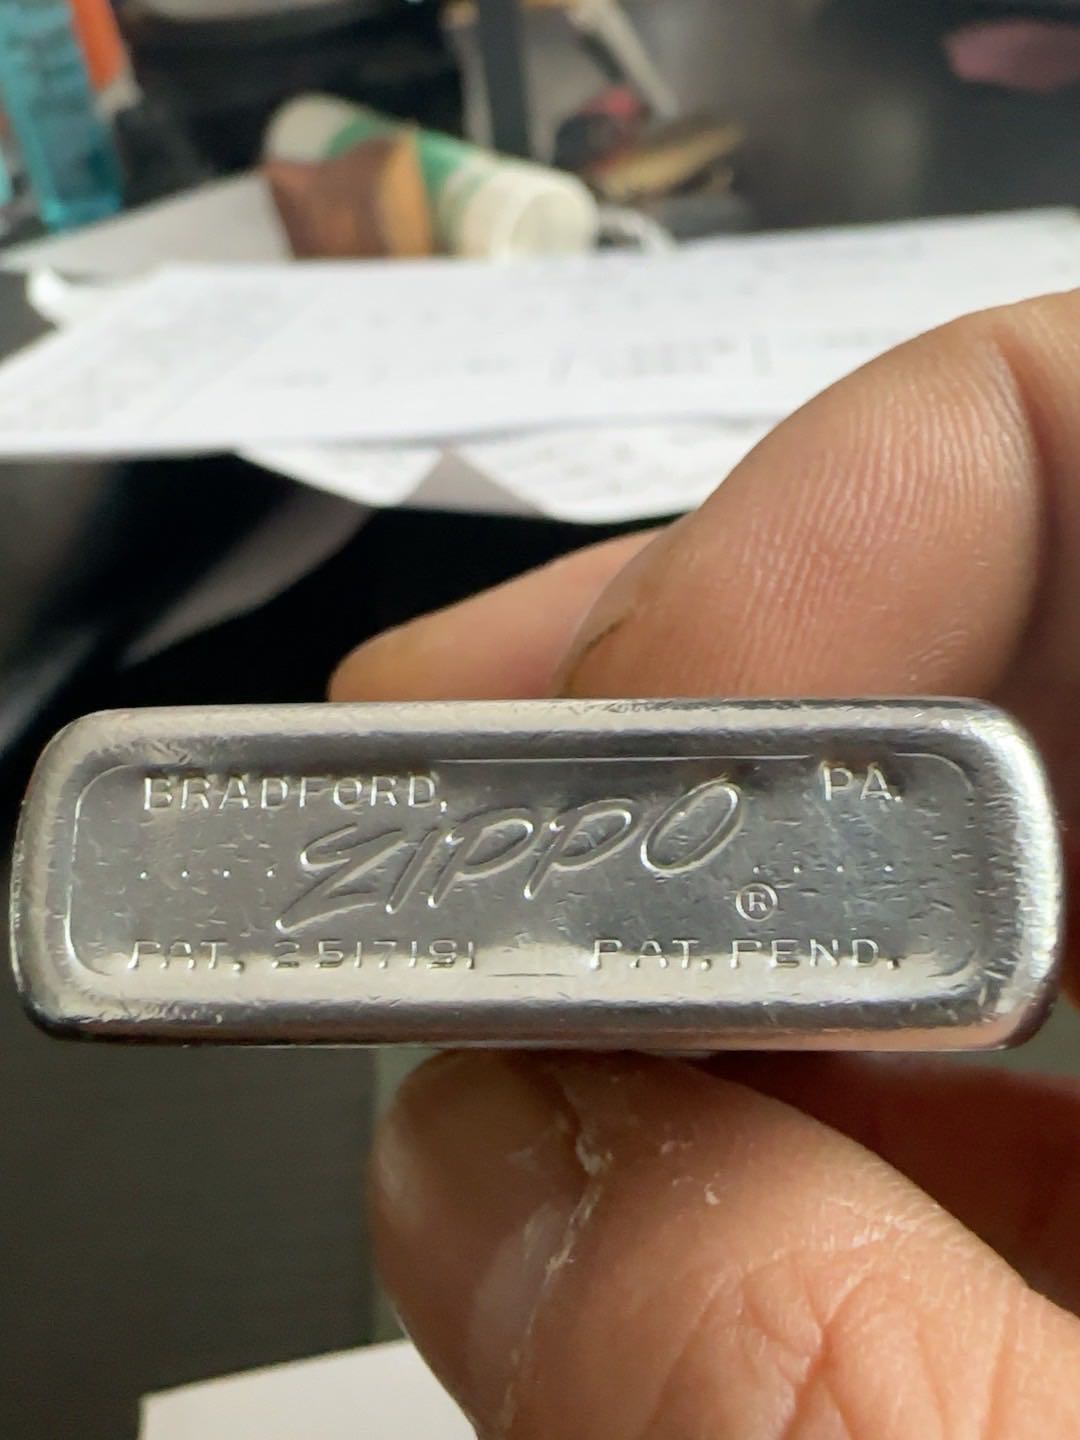 BRADFORD, PA.
.... ZIPPO ....
®
PAT. 2517191 PAT. PEND.